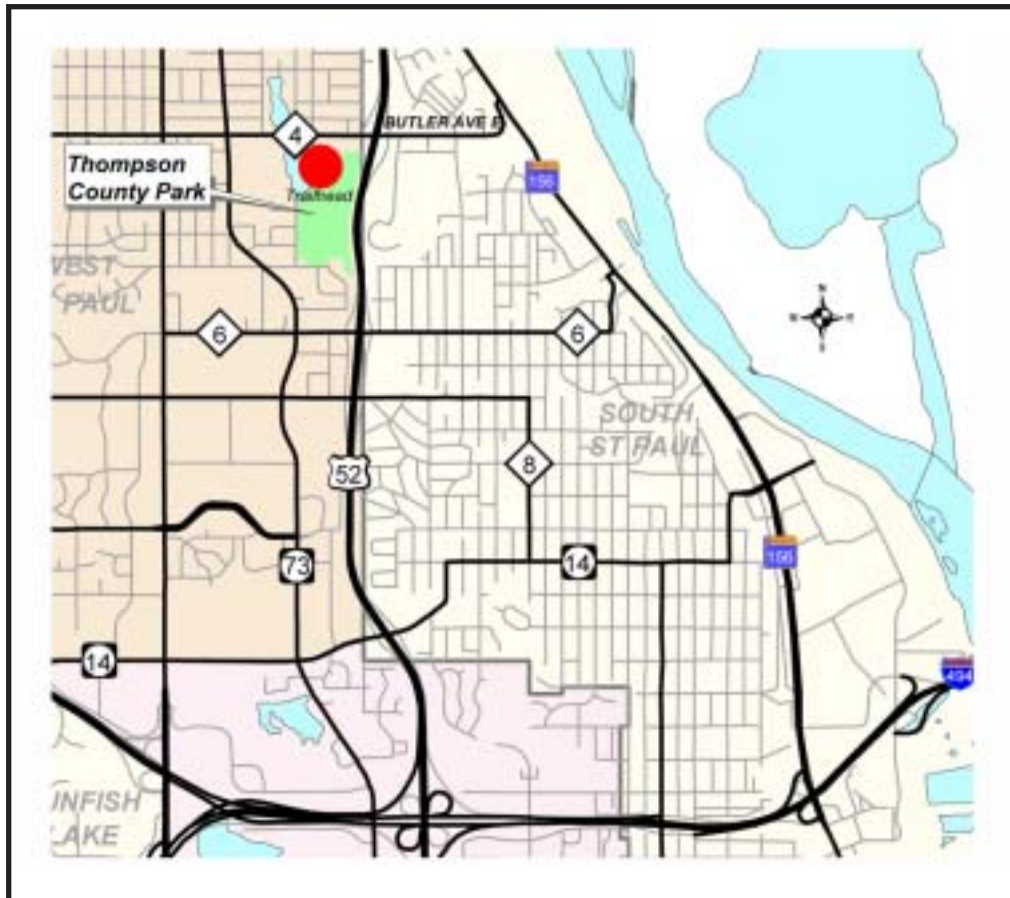 4
BUTLER AVE E
Thompson
County Park
Trailhead
156
WEST
PAUL
N
W
E
S
6
6
SOUTH
ST PAUL
8
52
73
14
156
14
494
UNFISH
LAKE